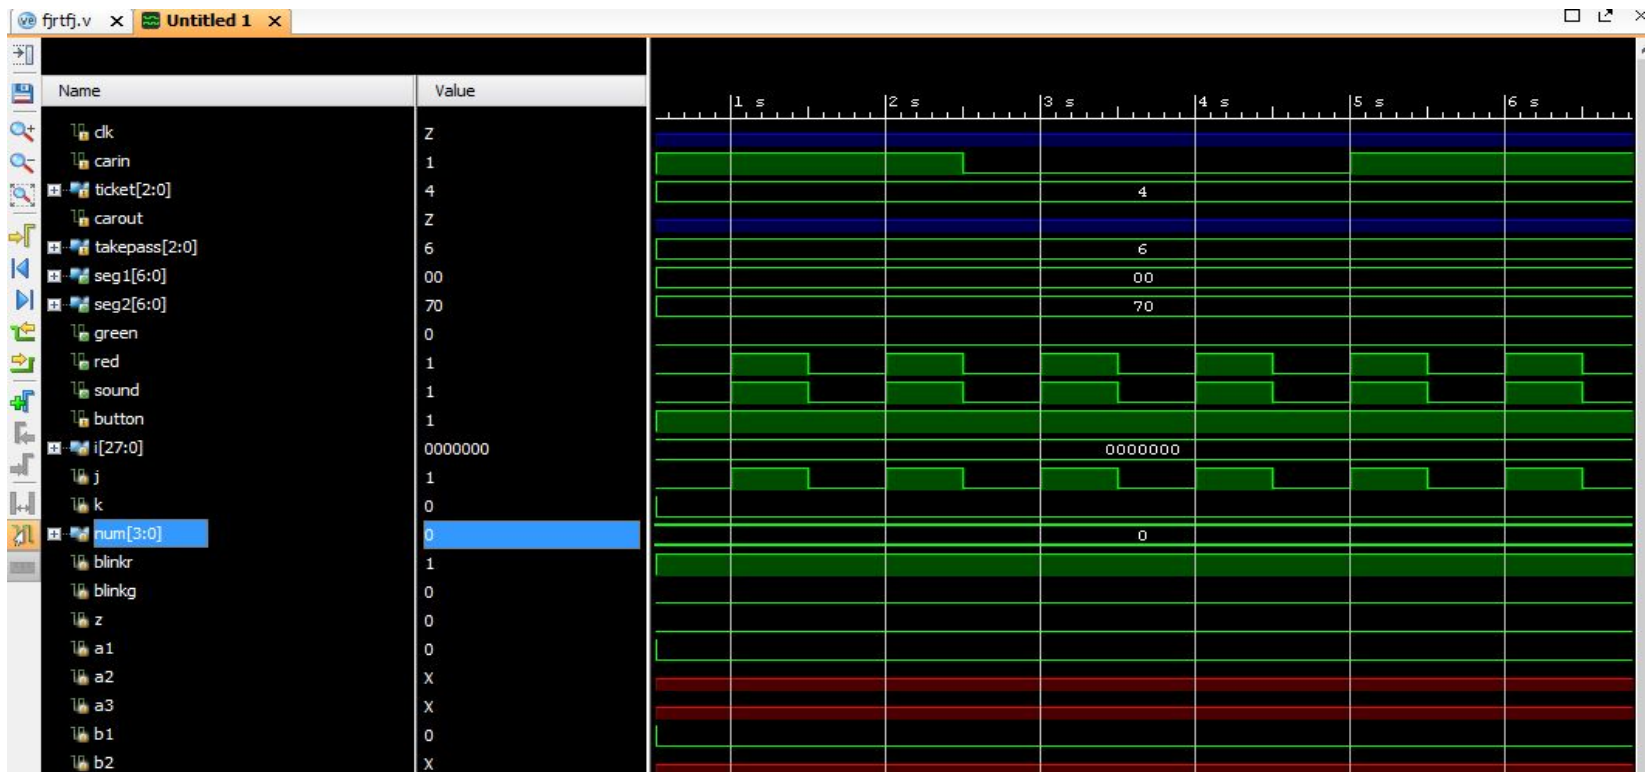 fjrtfj.v Untitled 1
Name Value
1 s 2 s 3 s 4 s 5 s 6 s
clk Z
carin 1
ticket[2:0] 4 4
carout Z
takepass[2:0] 6 6
seg1[6:0] 00 00
seg2[6:0] 70 70
green 0
red 1
sound 1
button 1
i[27:0] 0000000 0000000
j 1
k 0
num[3:0] 0 0
blinkr 1
blinkg 0
z 0
a1 0
a2 X
a3 X
b1 0
b2 X